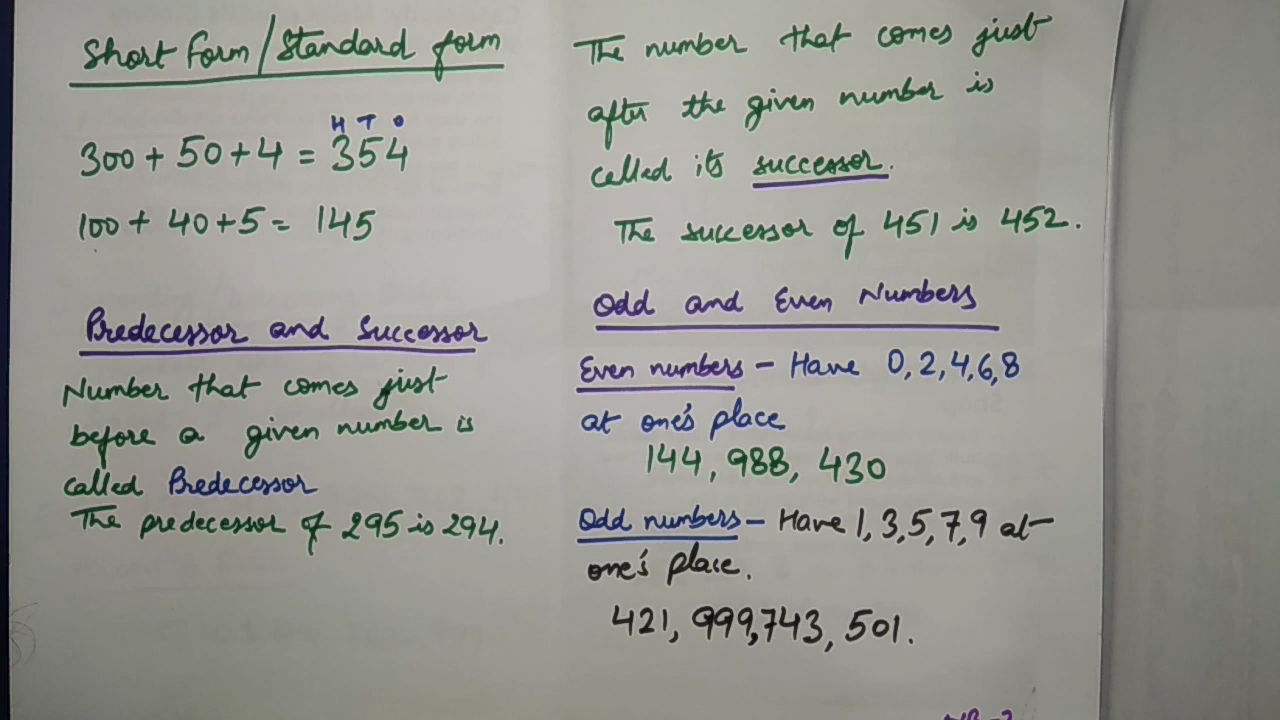 Short Form/Standard form
H T O
300 + 50 + 4 = 354
100 + 40 + 5 = 145
Predecessor and Successor
Number that comes just
before a given number is
called Predecessor
The predecessor of 295 is 294.
The number that comes just
after the given number is
called its successor.
The successor of 451 is 452.
Odd and Even Numbers
Even numbers - Have 0, 2, 4, 6, 8
at one's place
144, 988, 430
Odd numbers - Have 1, 3, 5, 7, 9 at
one's place.
421, 999, 743, 501.